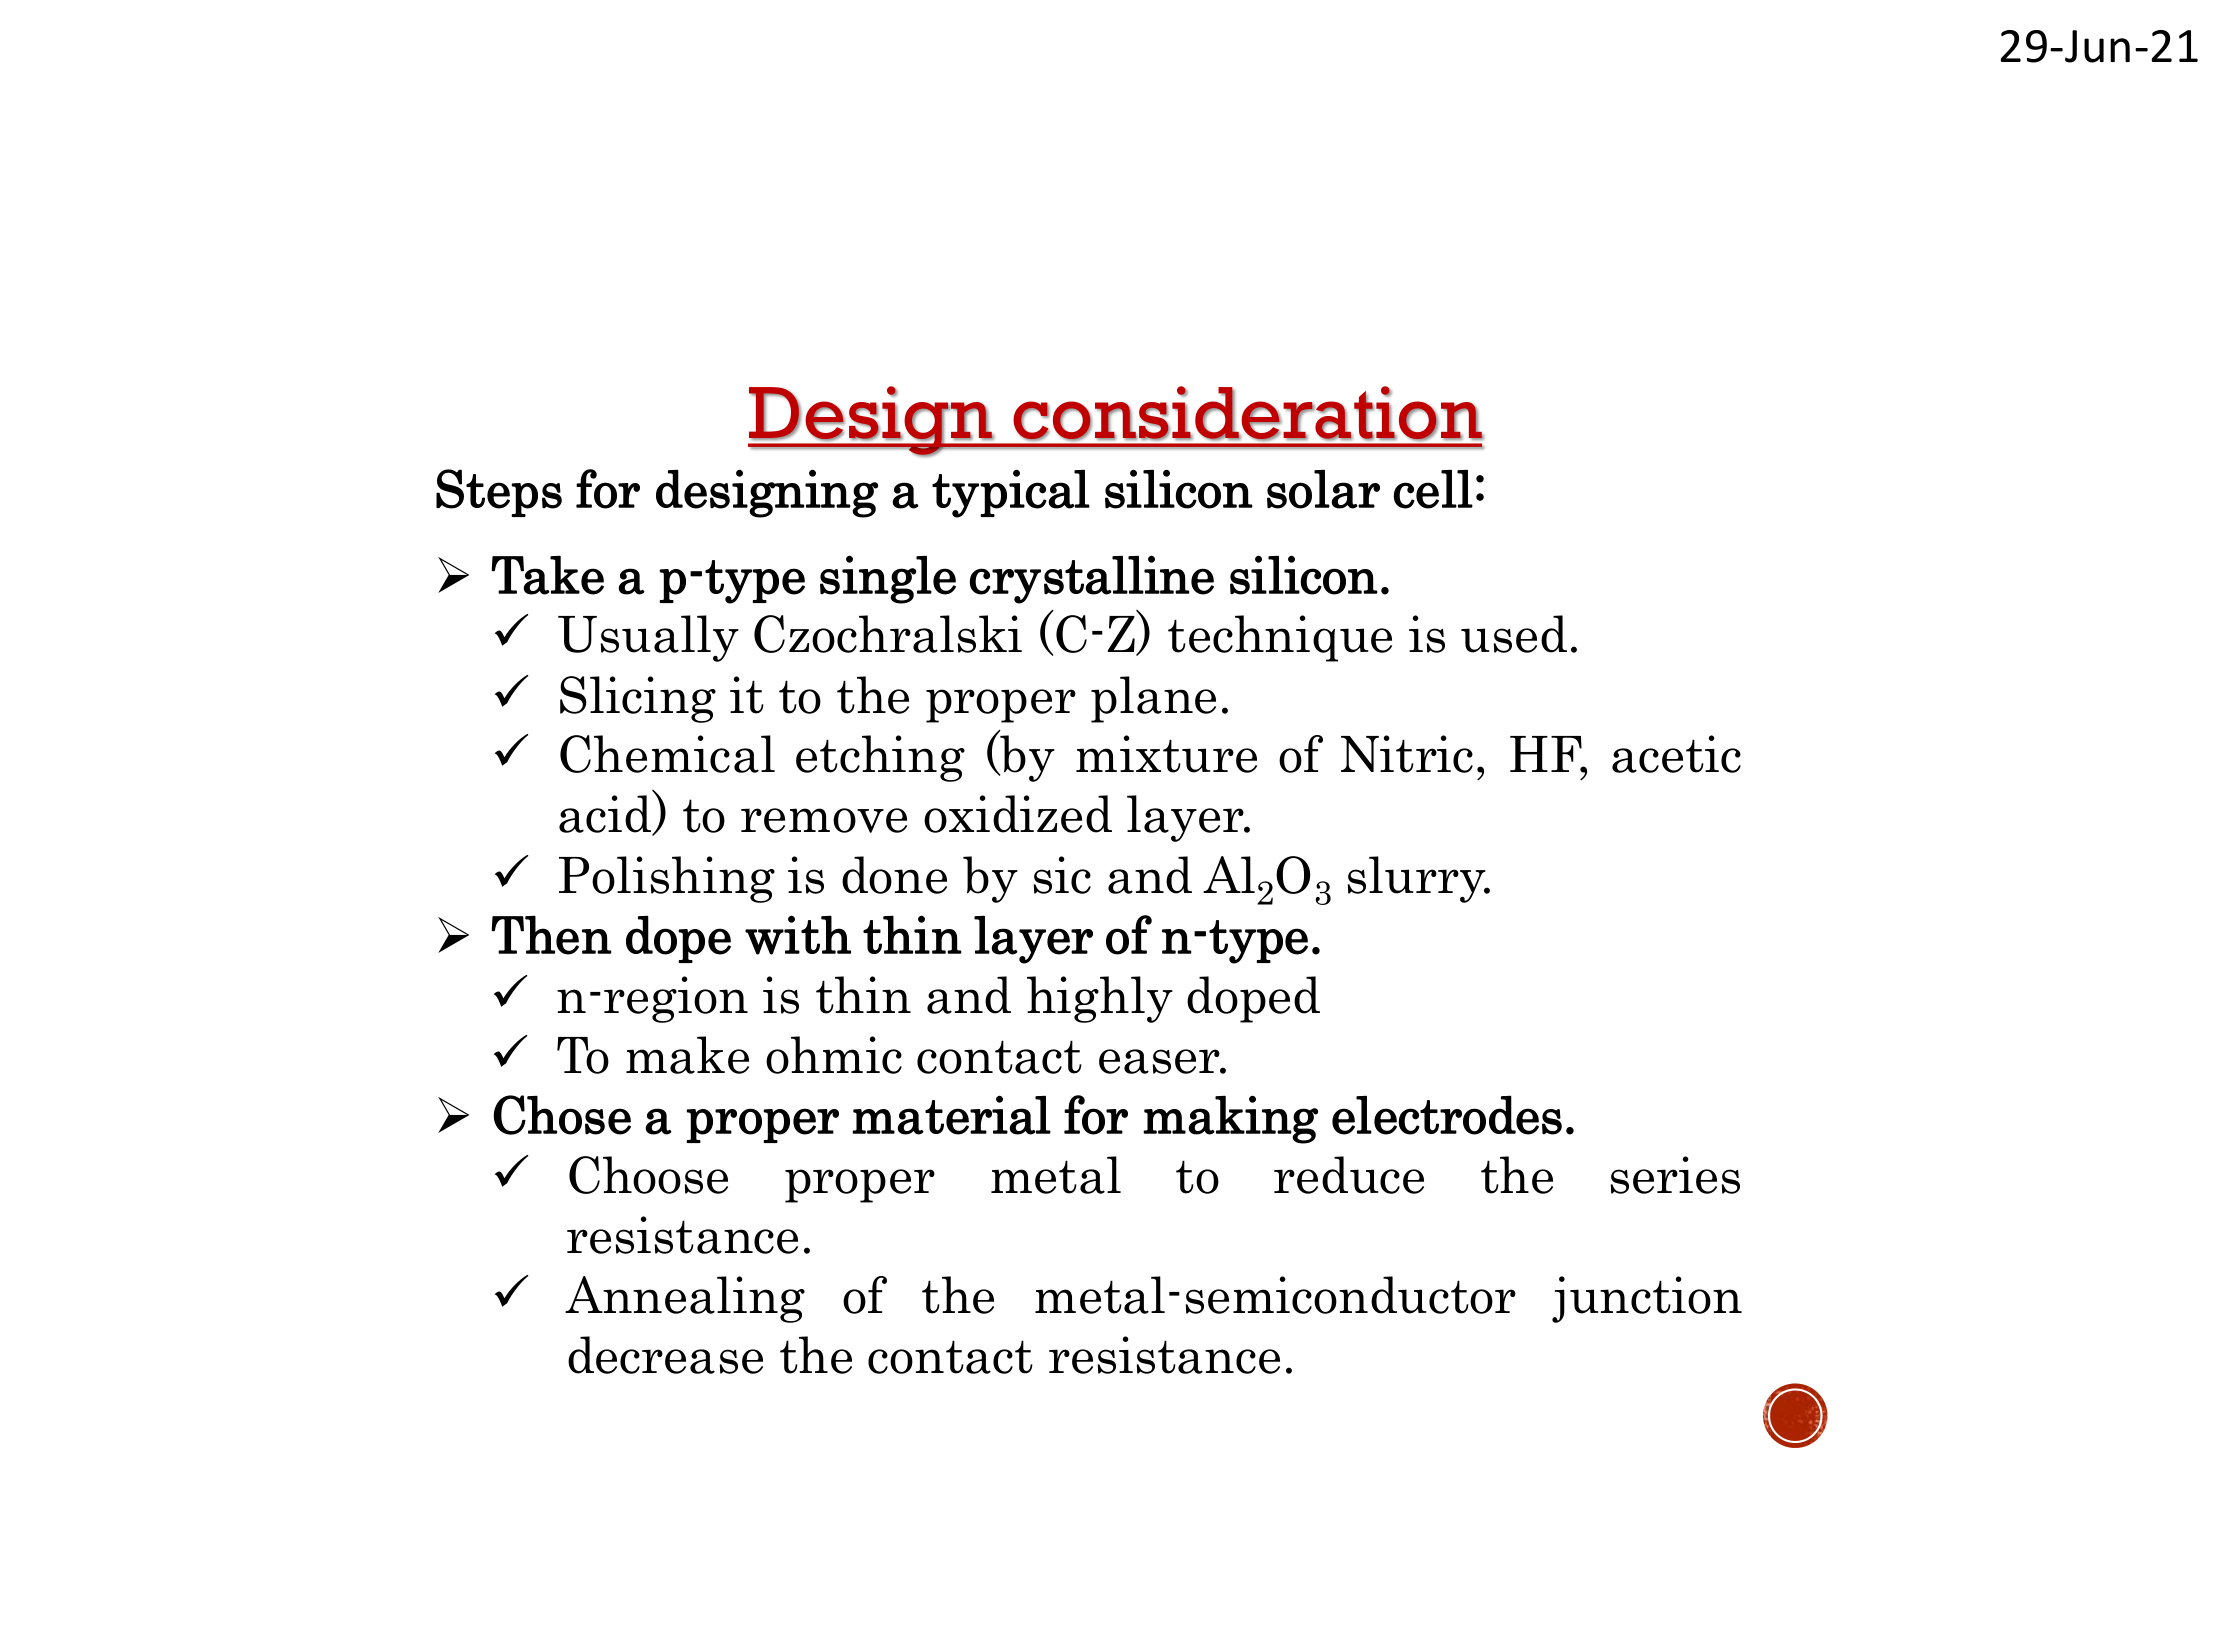 29-Jun-21
Design consideration
Steps for designing a typical silicon solar cell:
➢ Take a p-type single crystalline silicon.
✓ Usually Czochralski (C-Z) technique is used.
✓ Slicing it to the proper plane.
✓ Chemical etching (by mixture of Nitric, HF, acetic
acid) to remove oxidized layer.
✓ Polishing is done by sic and Al₂O₃ slurry.
➢ Then dope with thin layer of n-type.
✓ n-region is thin and highly doped
✓ To make ohmic contact easer.
➢ Chose a proper material for making electrodes.
✓ Choose proper metal to reduce the series
resistance.
✓ Annealing of the metal-semiconductor junction
decrease the contact resistance.